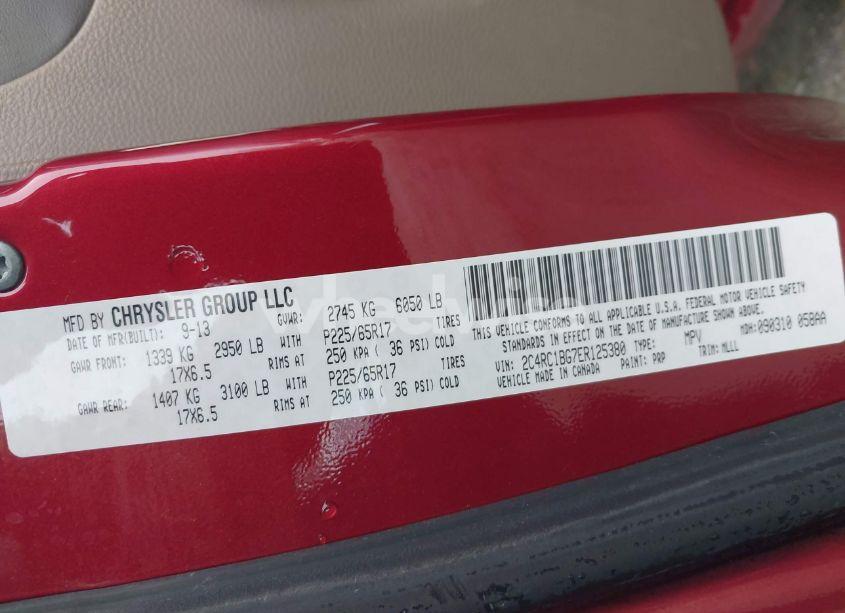 MFD BY CHRYSLER GROUP LLC
DATE OF MFR(BUILT): 9-13 GVWR: 2745 KG 6050 LB
GAWR FRONT: 1339 KG 2950 LB WITH P225/65R17 TIRES
17X6.5 RIMS AT 250 KPA ( 36 PSI) COLD
GAWR REAR: 1407 KG 3100 LB WITH P225/65R17 TIRES
17X6.5 RIMS AT 250 KPA ( 36 PSI) COLD
THIS VEHICLE CONFORMS TO ALL APPLICABLE U.S.A. FEDERAL MOTOR VEHICLE SAFETY
STANDARDS IN EFFECT ON THE DATE OF MANUFACTURE SHOWN ABOVE.
VIN: 2C4RC1BG7ER125380 TYPE: MPV MDH: 090310 05BAA
VEHICLE MADE IN CANADA PAINT: PRP TRIM: MLLL